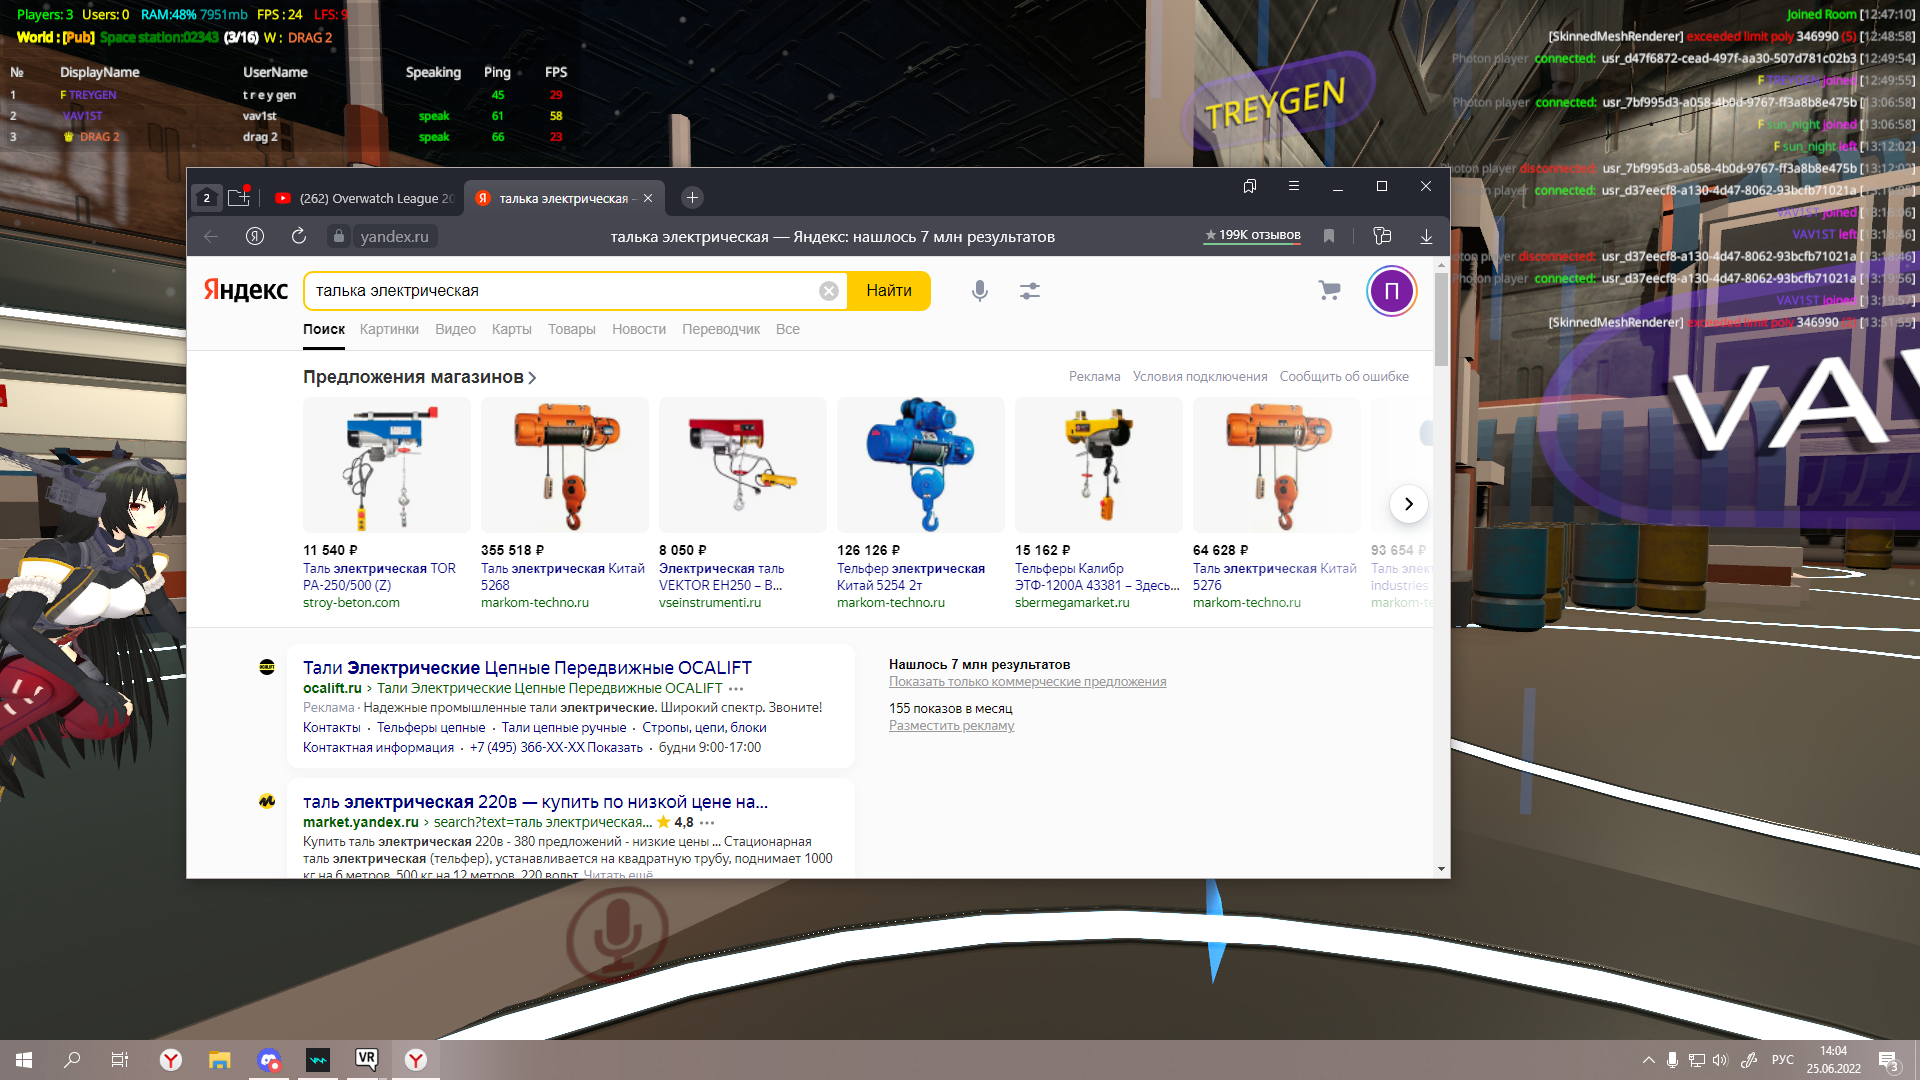 Players: 3 Users: 0 RAM:48% 7951mb FPS : 24 LFS: 9
World : [Pub] Space station:02343 (3/16) W : DRAG 2
№ DisplayName UserName Speaking Ping FPS
1 F TREYGEN t r e y gen 45 29
2 VAV1ST vav1st speak 61 58
3 DRAG 2 drag 2 speak 66 23
Joined Room [12:47:10]
[SkinnedMeshRenderer] exceeded limit poly 346990 (5) [12:48:58]
Photon player connected: usr_d47f6872-cead-497f-aa30-507d781c02b3 [12:49:54]
F TREYGEN joined [12:49:55]
Photon player connected: usr_7bf995d3-a058-4b0d-9767-ff3a8b8e475b [13:06:58]
F sun_night joined [13:06:58]
F sun_night left [13:12:02]
Photon player disconnected: usr_7bf995d3-a058-4b0d-9767-ff3a8b8e475b [13:12:02]
connected: usr_d37eecf8-a130-4d47-8062-93bcfb71021a
VAV1ST joined [13:15:06]
VAV1ST left [13:18:46]
player disconnected: usr_d37eecf8-a130-4d47-8062-93bcfb71021a [13:18:46]
Photon player connected: usr_d37eecf8-a130-4d47-8062-93bcfb71021a [13:19:56]
VAV1ST joined [13:19:57]
[SkinnedMeshRenderer] exceeded limit poly 346990 [13:51:55]
TREYGEN
VAV
2 (262) Overwatch League 20 Я талька электрическая –
Я yandex.ru талька электрическая — Яндекс: нашлось 7 млн результатов ★ 199K отзывов
Яндекс талька электрическая Найти П
Поиск Картинки Видео Карты Товары Новости Переводчик Все
Предложения магазинов Реклама Условия подключения Сообщить об ошибке
11 540 ₽
Таль электрическая TOR
PA-250/500 (Z)
stroy-beton.com
355 518 ₽
Таль электрическая Китай
5268
markom-techno.ru
8 050 ₽
Электрическая таль
VEKTOR EH250 – В...
vseinstrumenti.ru
126 126 ₽
Тельфер электрическая
Китай 5254 2т
markom-techno.ru
15 162 ₽
Тельферы Калибр
ЭТФ-1200А 43381 – Здесь...
sbermegamarket.ru
64 628 ₽
Таль электрическая Китай
5276
markom-techno.ru
93 654 ₽
Таль элект
industries
markom-te
Тали Электрические Цепные Передвижные OCALIFT
ocalift.ru › Тали Электрические Цепные Передвижные OCALIFT
Реклама · Надежные промышленные тали электрические. Широкий спектр. Звоните!
Контакты · Тельферы цепные · Тали цепные ручные · Стропы, цепи, блоки
Контактная информация · +7 (495) 366-XX-XX Показать · будни 9:00-17:00
Нашлось 7 млн результатов
Показать только коммерческие предложения
155 показов в месяц
Разместить рекламу
таль электрическая 220в — купить по низкой цене на...
market.yandex.ru › search?text=таль электрическая... 4,8
Купить таль электрическая 220в - 380 предложений - низкие цены ... Стационарная
таль электрическая (тельфер), устанавливается на квадратную трубу, поднимает 1000
кг на 6 метров, 500 кг на 12 метров, 220 вольт. Читать ещё
VR
РУС 14:04
25.06.2022
3